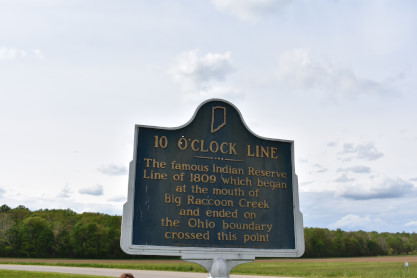 10 O'CLOCK LINE
The famous Indian Reserve
Line of 1809 which began
at the mouth of
Big Raccoon Creek
and ended on
the Ohio boundary
crossed this point